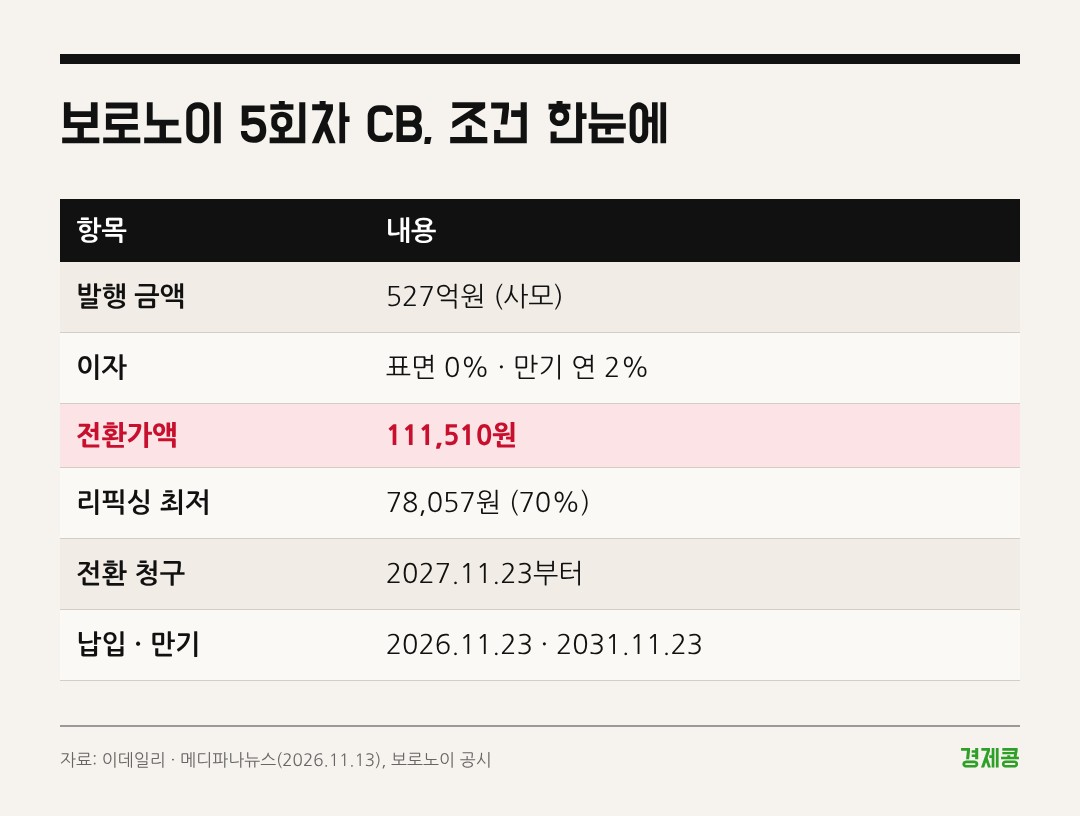 보로노이 5회차 CB, 조건 한눈에
항목 내용
발행 금액 527억원 (사모)
이자 표면 0% · 만기 연 2%
전환가액 111,510원
리픽싱 최저 78,057원 (70%)
전환 청구 2027.11.23부터
납입 · 만기 2026.11.23 · 2031.11.23
자료: 이데일리 · 메디파나뉴스(2026.11.13), 보로노이 공시
경제콩